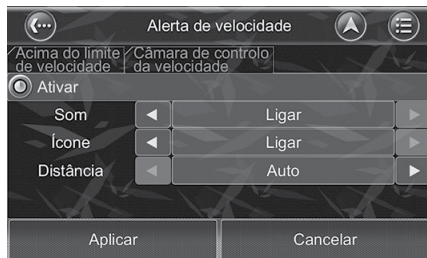 Alerta de velocidade
Acima do limite de velocidade
Câmara de controlo da velocidade
Ativar
Som Ligar
Ícone Ligar
Distância Auto
Aplicar Cancelar